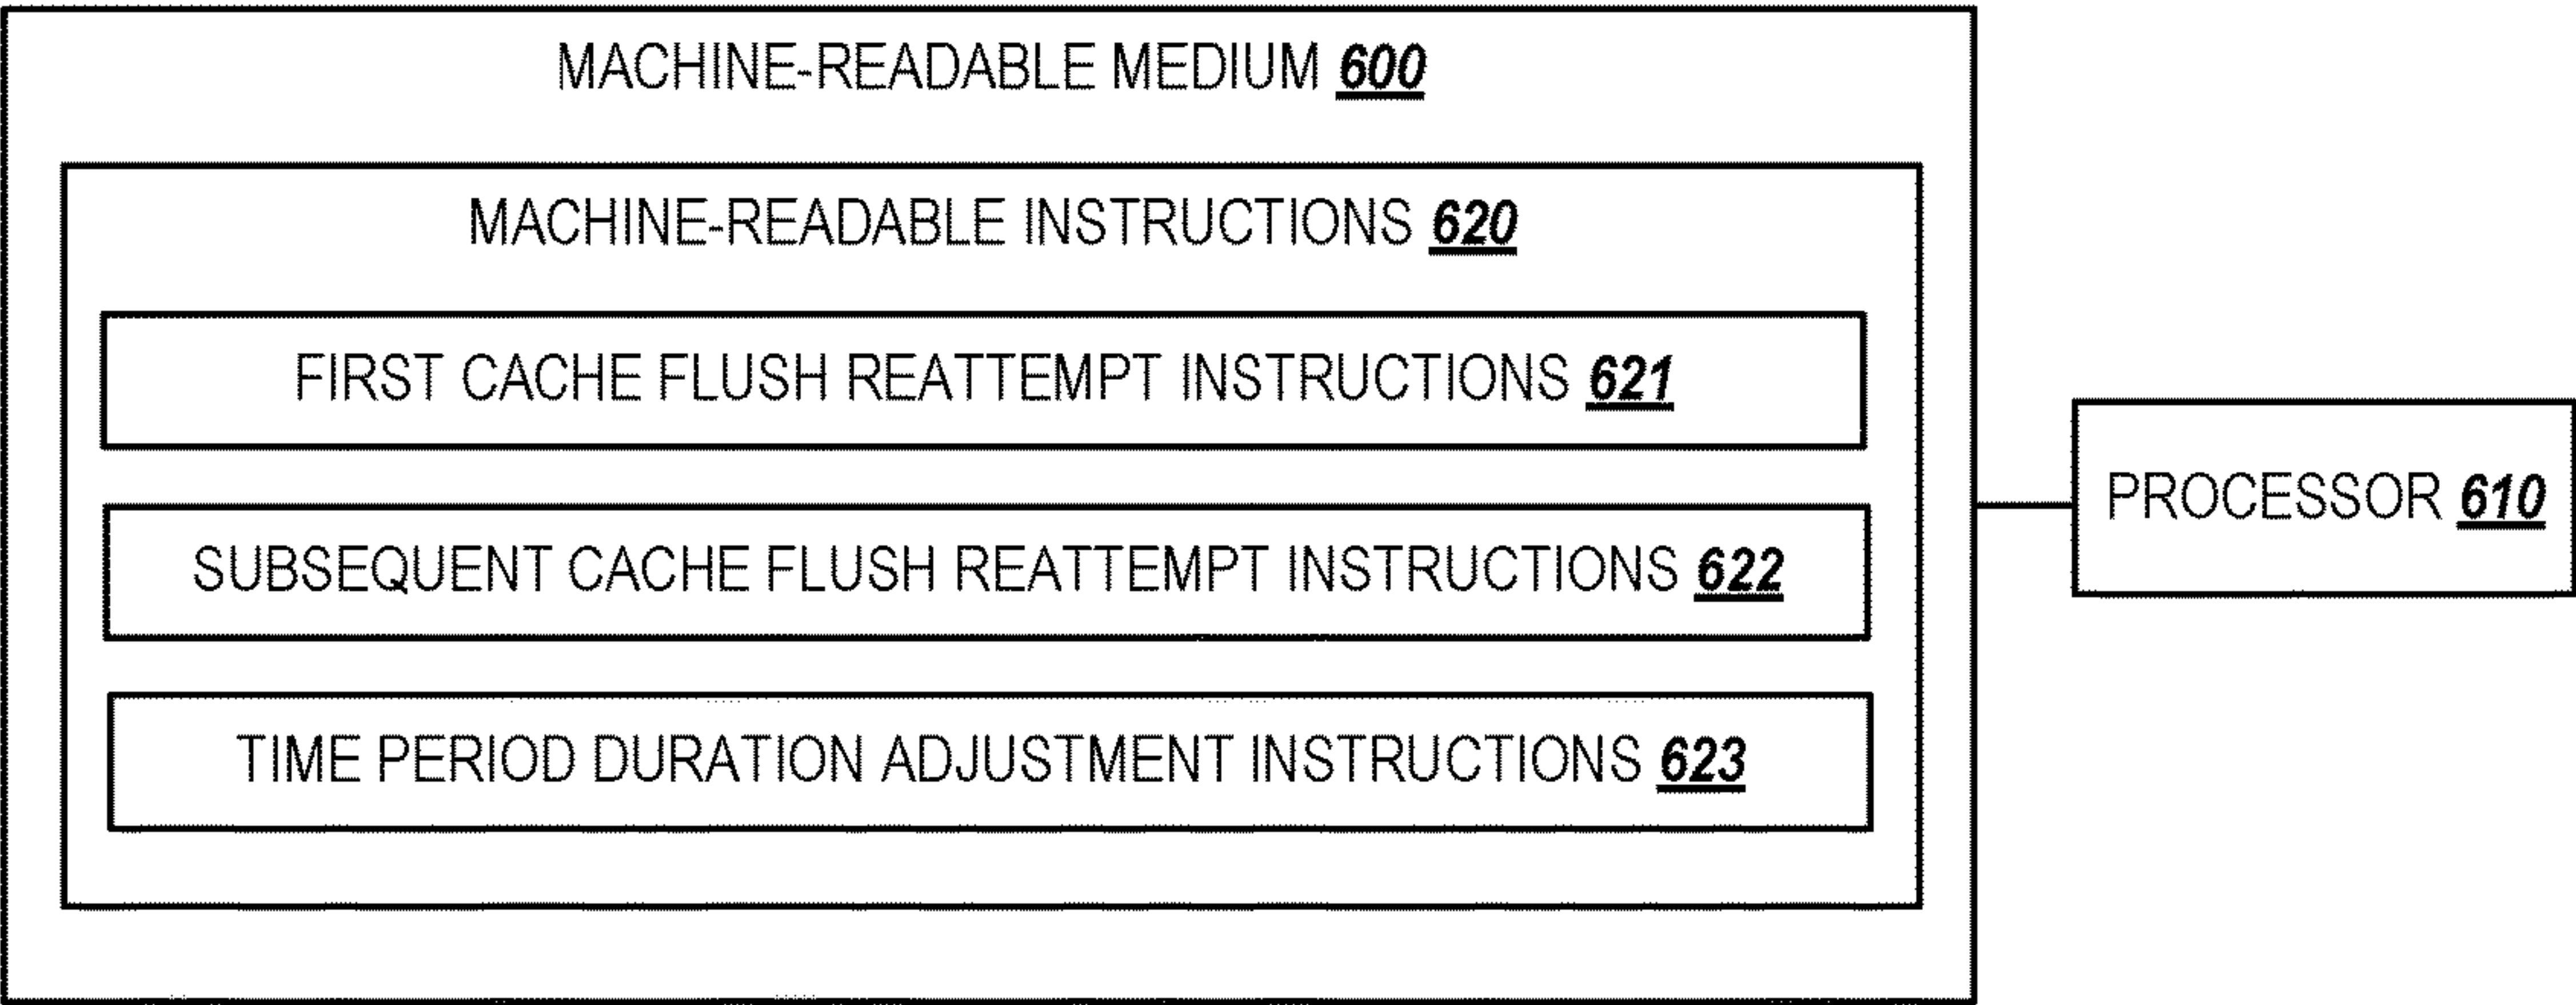 MACHINE-READABLE MEDIUM 600
MACHINE-READABLE INSTRUCTIONS 620
FIRST CACHE FLUSH REATTEMPT INSTRUCTIONS 621
SUBSEQUENT CACHE FLUSH REATTEMPT INSTRUCTIONS 622
TIME PERIOD DURATION ADJUSTMENT INSTRUCTIONS 623
PROCESSOR 610